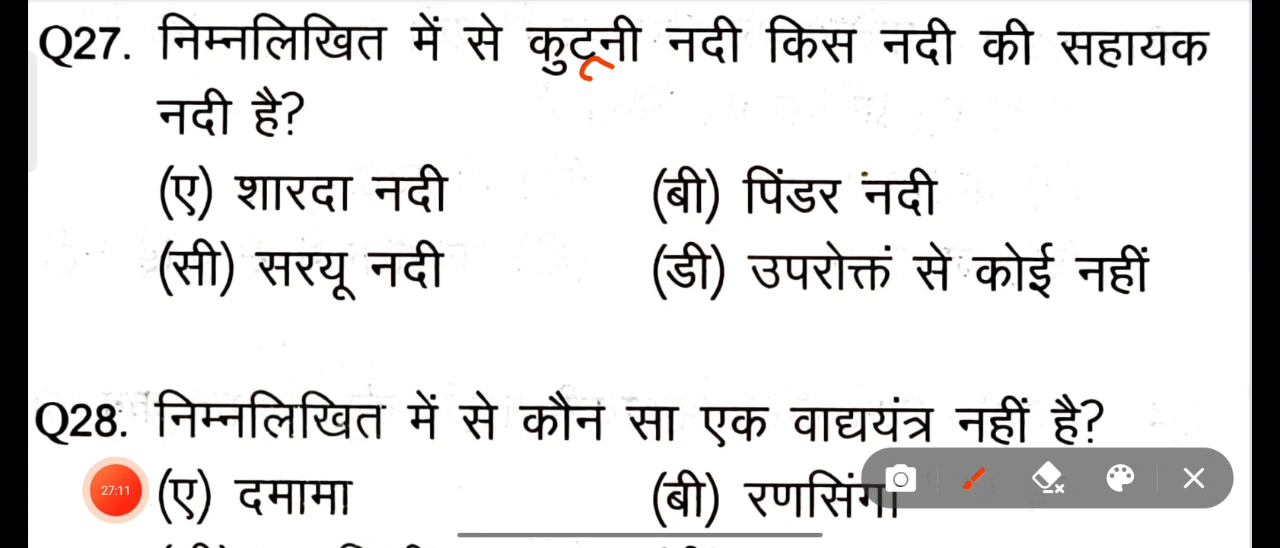 Q27. निम्नलिखित में से कुटनी नदी किस नदी की सहायक
नदी है?
(ए) शारदा नदी (बी) पिंडर नदी
(सी) सरयू नदी (डी) उपरोक्तं से कोई नहीं
Q28. निम्नलिखित में से कौन सा एक वाद्ययंत्र नहीं है?
27:11 (ए) दमामा (बी) रणसिंगा